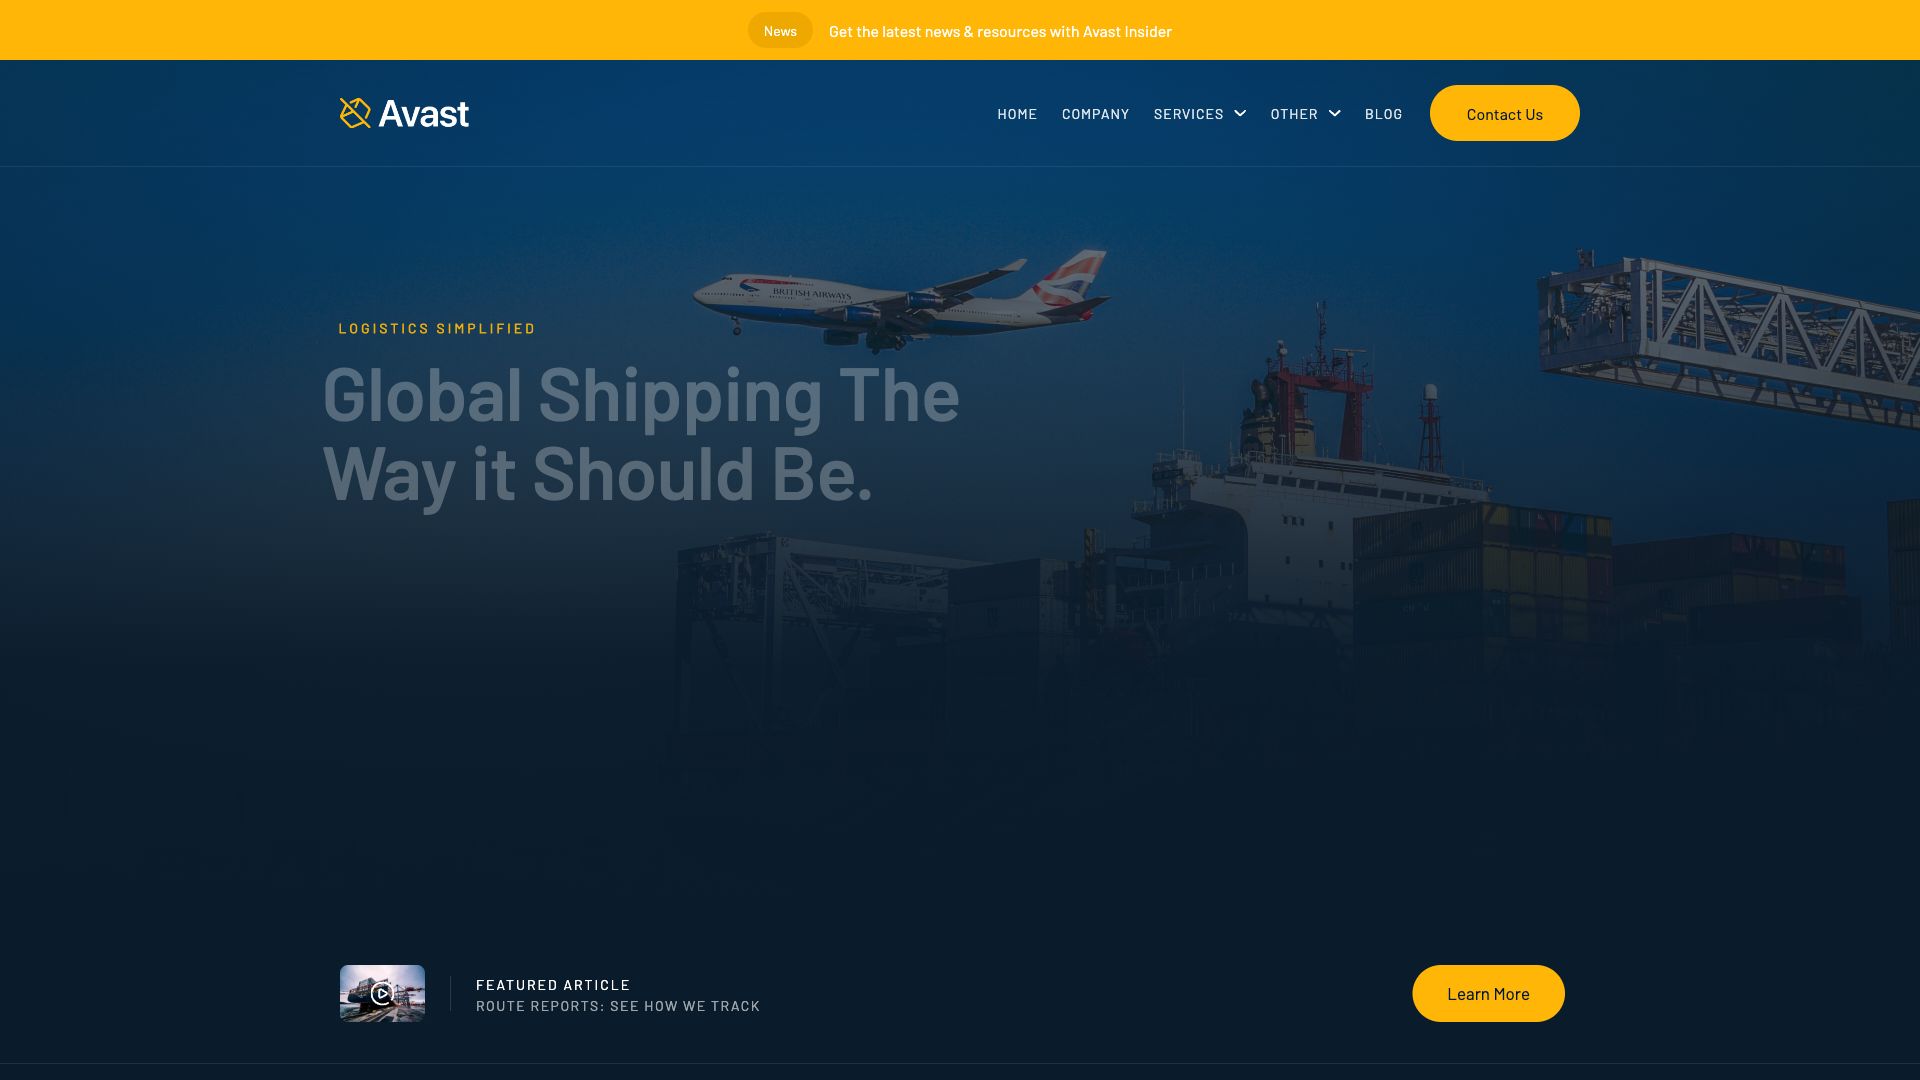 News Get the latest news & resources with Avast Insider
Avast
HOME COMPANY SERVICES OTHER BLOG Contact Us
BRITISH AIRWAYS
LOGISTICS SIMPLIFIED
Global Shipping The
Way it Should Be.
FEATURED ARTICLE
ROUTE REPORTS: SEE HOW WE TRACK
Learn More